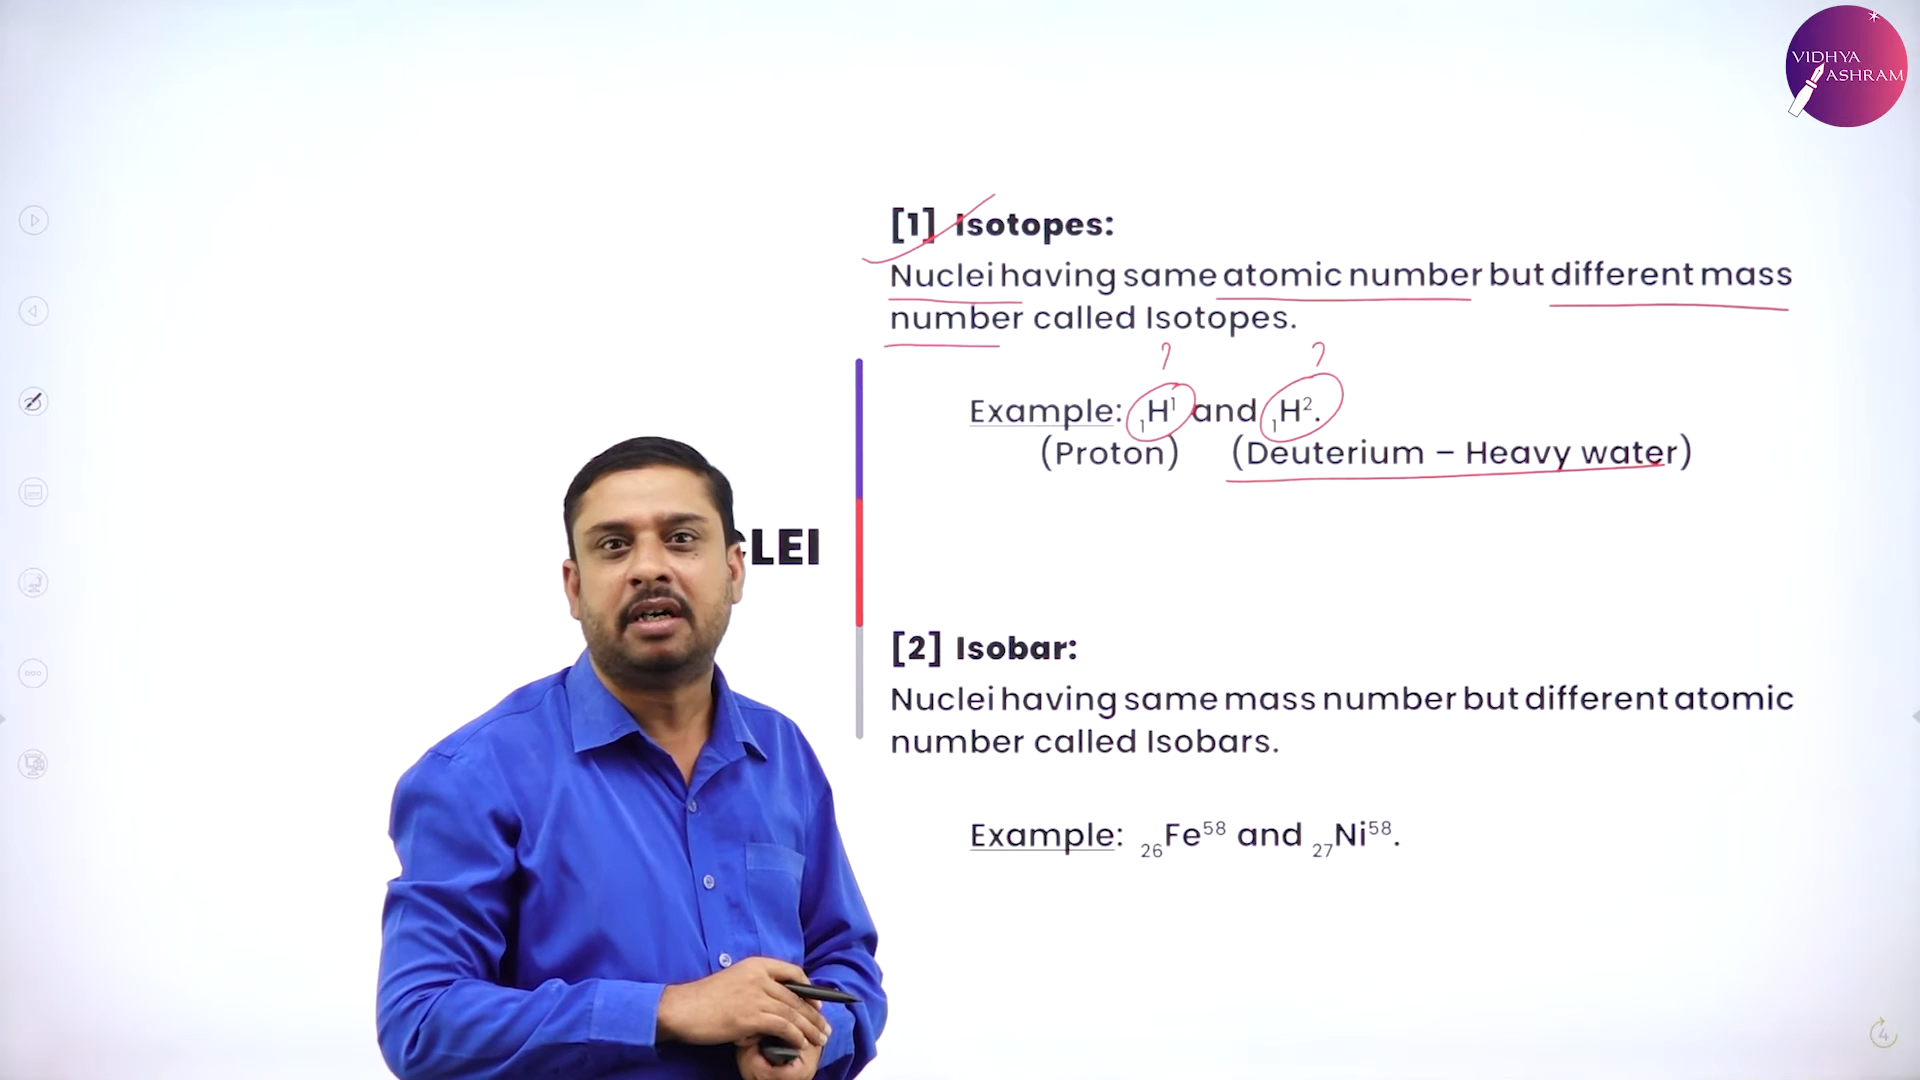 VIDHYA
ASHRAM
[1] Isotopes:
Nuclei having same atomic number but different mass
number called Isotopes.
? ?
Example: ₁H¹ and ₁H².
(Proton) (Deuterium – Heavy water)
CLEI
[2] Isobar:
Nuclei having same mass number but different atomic
number called Isobars.
Example: ₂₆Fe⁵⁸ and ₂₇Ni⁵⁸.
4